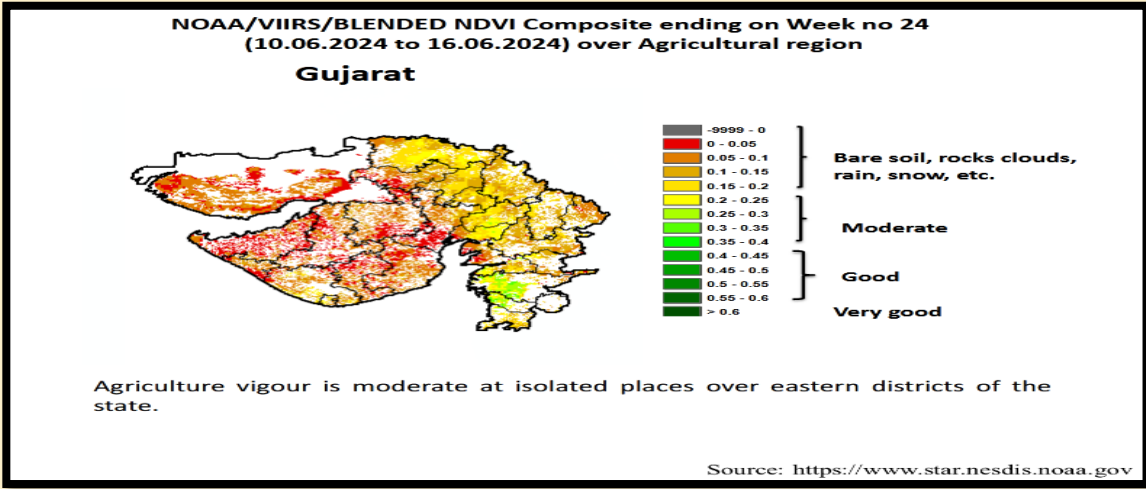 NOAA/VIIRS/BLENDED NDVI Composite ending on Week no 24
(10.06.2024 to 16.06.2024) over Agricultural region
Gujarat
-9999 - 0
0 - 0.05
0.05 - 0.1
0.1 - 0.15
0.15 - 0.2
0.2 - 0.25
0.25 - 0.3
0.3 - 0.35
0.35 - 0.4
0.4 - 0.45
0.45 - 0.5
0.5 - 0.55
0.55 - 0.6
> 0.6
Bare soil, rocks clouds,
rain, snow, etc.
Moderate
Good
Very good
Agriculture vigour is moderate at isolated places over eastern districts of the
state.
Source: https://www.star.nesdis.noaa.gov